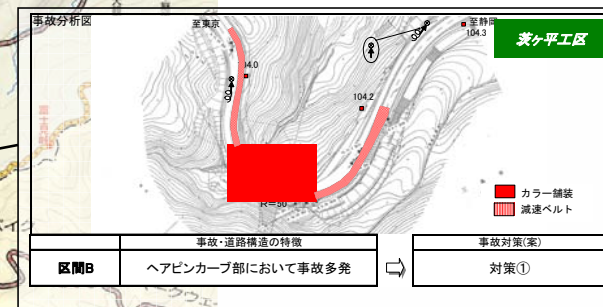 事故分析図
至東京
至静岡
104.3
茨ヶ平工区
104.2
R=50
カラー舗装
減速ベルト
事故・道路構造の特徴
事故対策(案)
区間B
ヘアピンカーブ部において事故多発
対策①